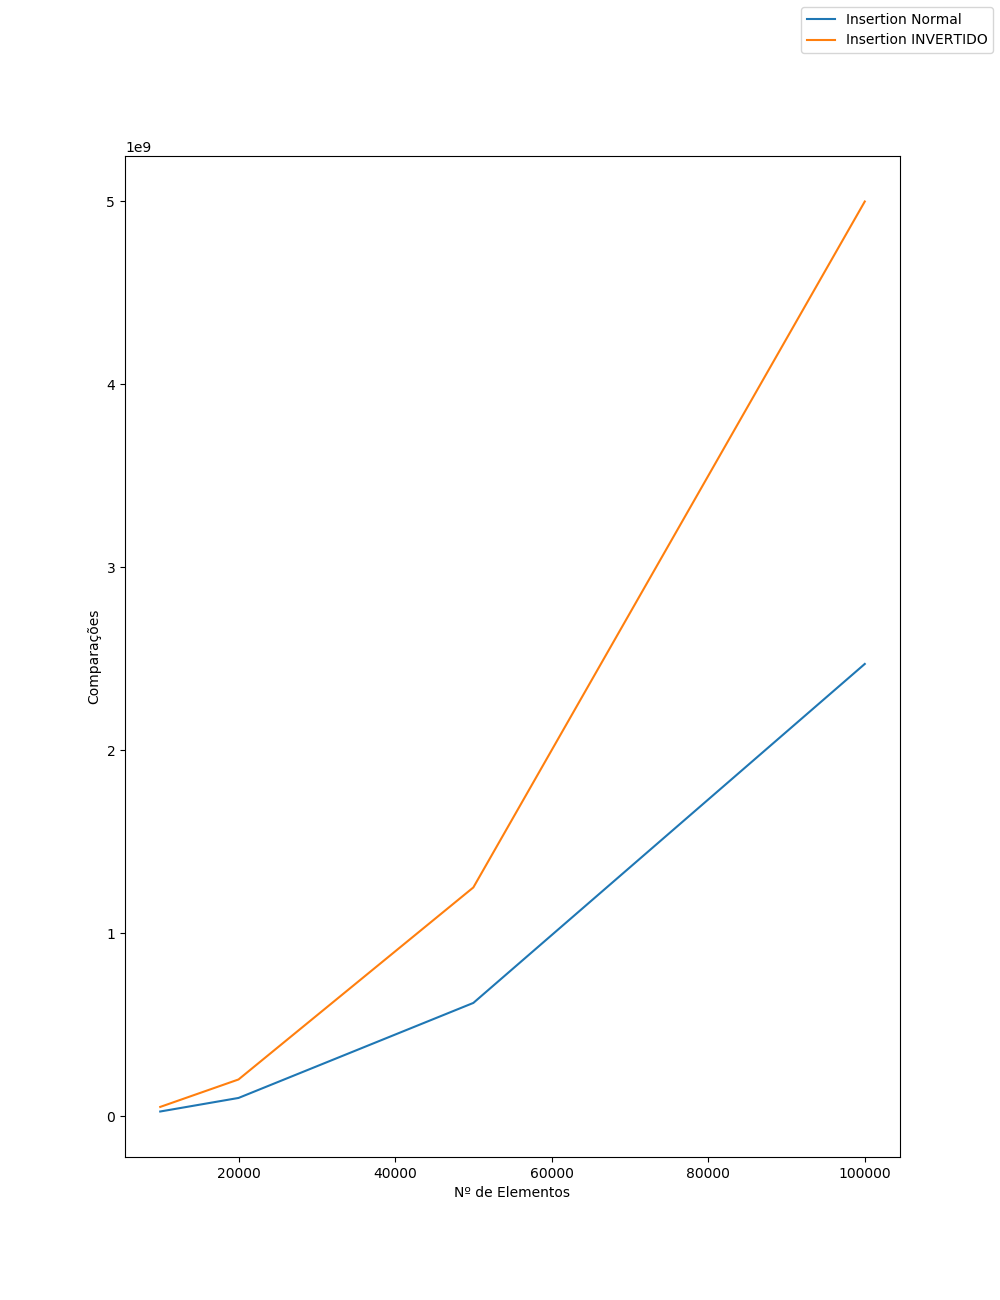 Insertion Normal
Insertion INVERTIDO
1e9
5
4
3
2
1
0
Comparações
20000 40000 60000 80000 100000
Nº de Elementos